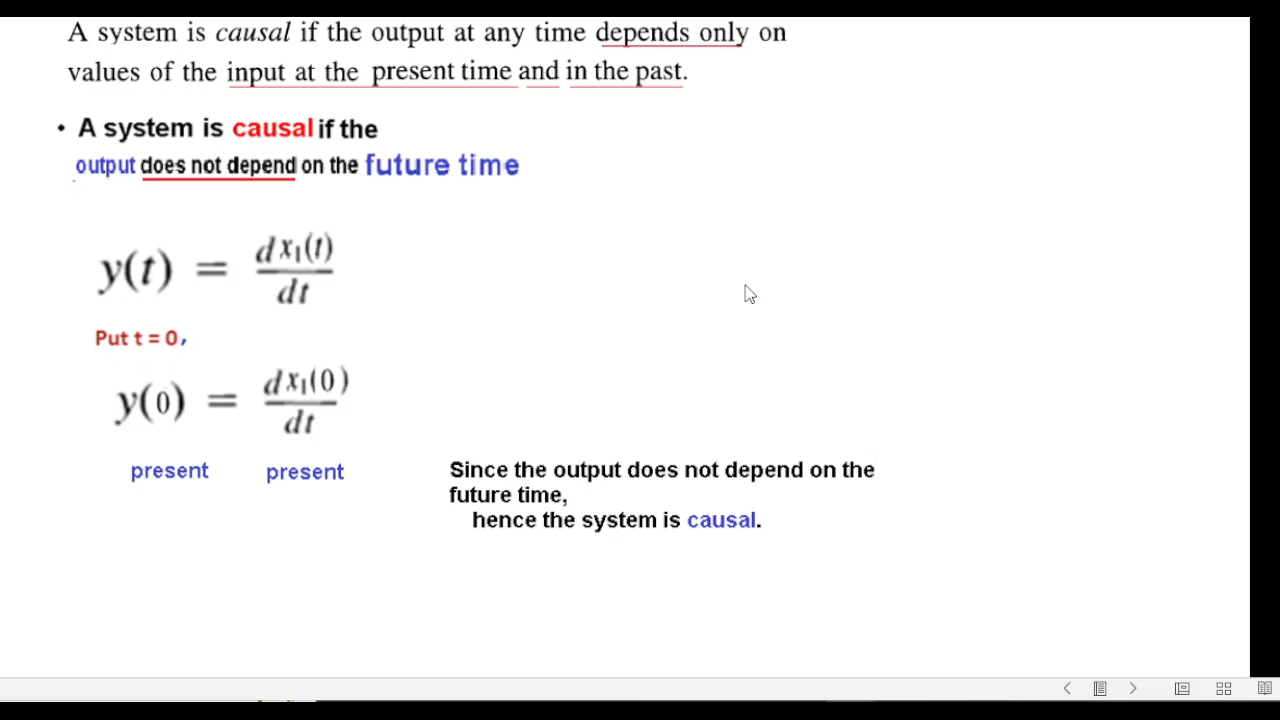 A system is causal if the output at any time depends only on
values of the input at the present time and in the past.
• A system is causal if the
output does not depend on the future time
y(t) = dx₁(t)/dt
Put t = 0,
y(0) = dx₁(0)/dt
present present
Since the output does not depend on the
future time,
hence the system is causal.